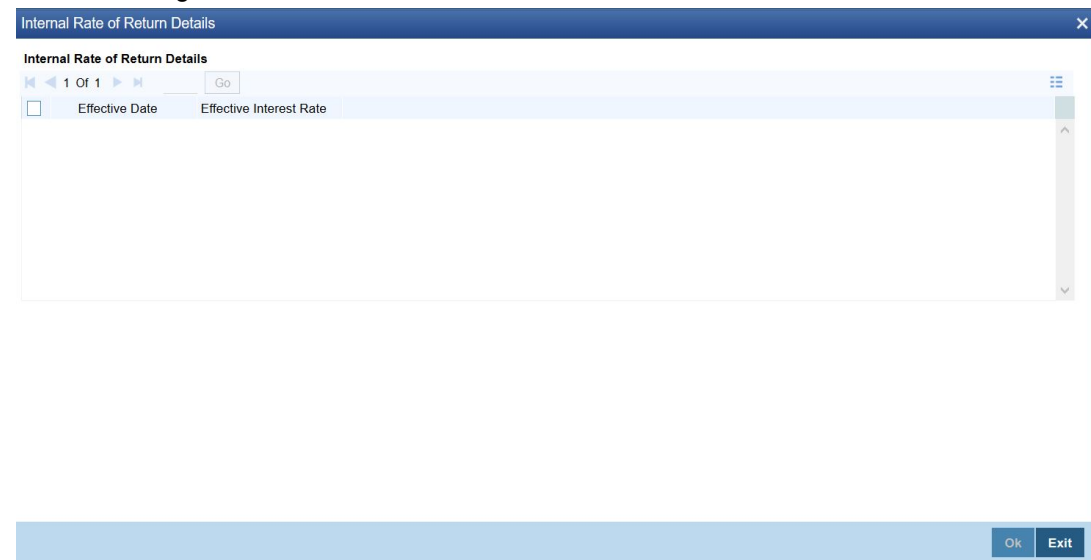 Internal Rate of Return Details
Internal Rate of Return Details
1 Of 1 Go
Effective Date Effective Interest Rate
Ok Exit